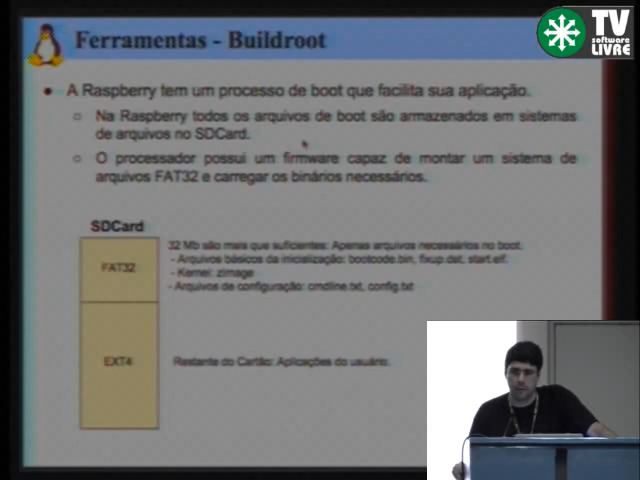 Ferramentas - Buildroot
TV
software
LIVRE
A Raspberry tem um processo de boot que facilita sua aplicação.
Na Raspberry todos os arquivos de boot são armazenados em sistemas
de arquivos no SDCard.
O processador possui um firmware capaz de montar um sistema de
arquivos FAT32 e carregar os binários necessários.
SDCard
32 Mb são mais que suficientes: Apenas arquivos necessários no boot.
- Arquivos básicos da inicialização: bootcode.bin, fixup.dat, start.elf.
FAT32
- Kernel: zImage
- Arquivos de configuração: cmdline.txt, config.txt
EXT4
Restante do Cartão: Aplicações do usuário.